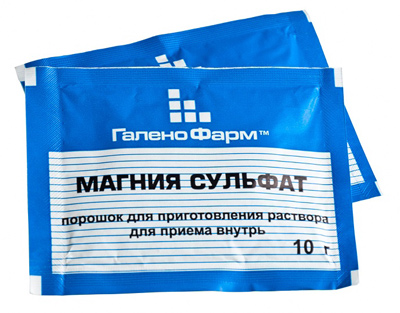 ГаленоФарм™
МАГНИЯ СУЛЬФАТ
порошок для приготовления раствора
для приема внутрь
10 г